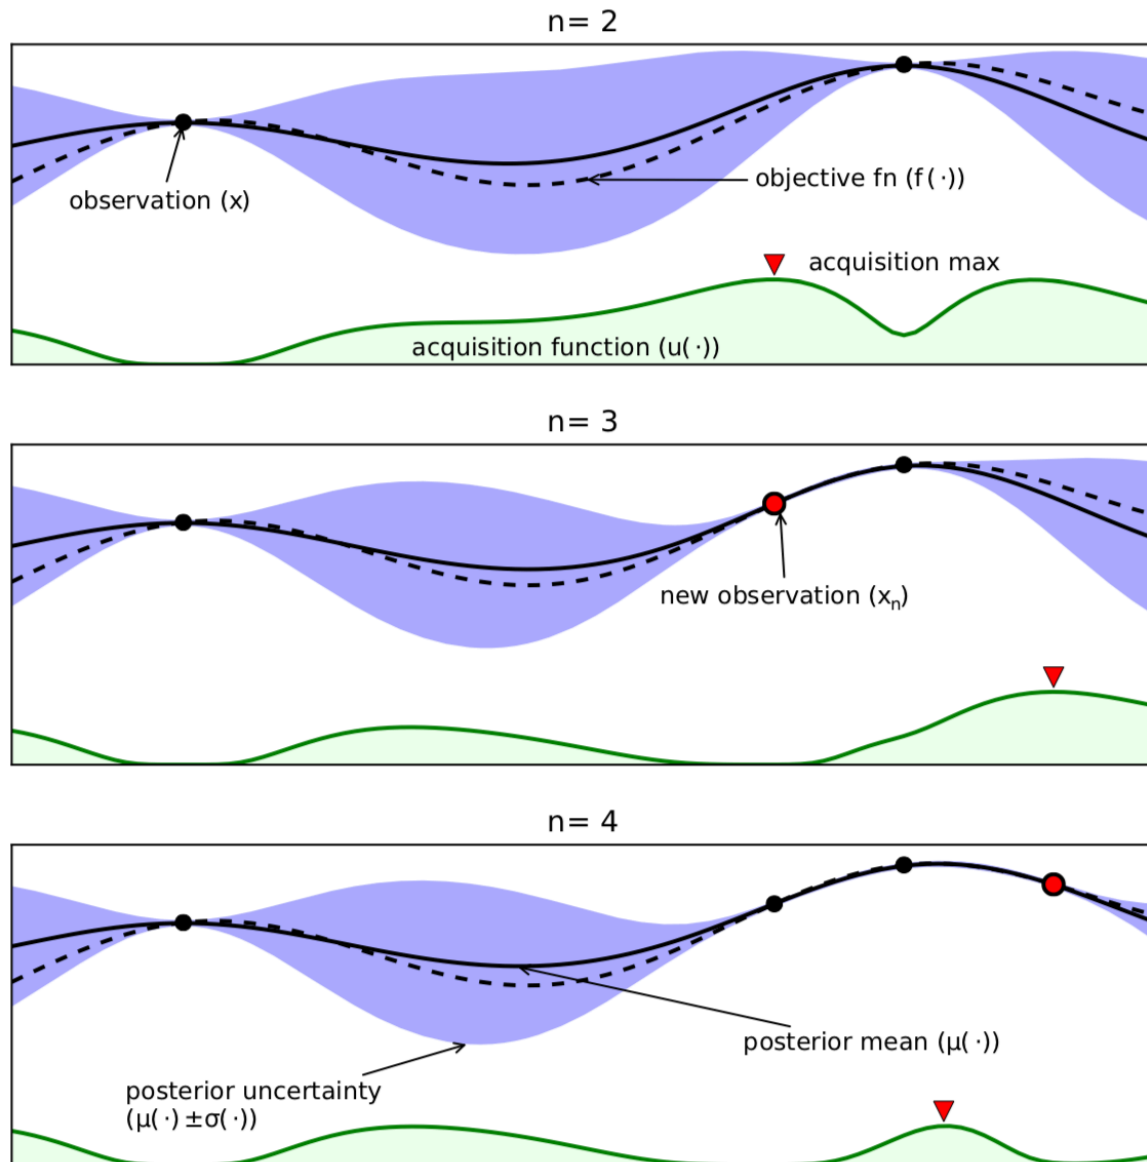 n= 2
observation (x)
objective fn (f(·))
acquisition max
acquisition function (u(·))
n= 3
new observation (xₙ)
n= 4
posterior mean (μ(·))
posterior uncertainty
(μ(·)±σ(·))